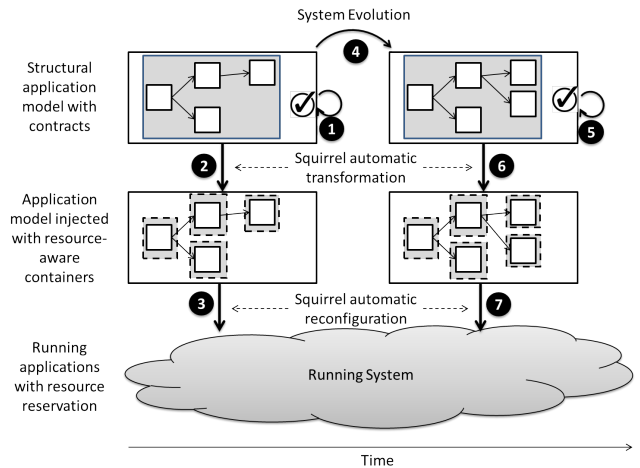 System Evolution
4
Structural
application
model with
contracts
1
5
2
Squirrel automatic
transformation
6
Application
model injected
with resource-
aware
containers
3
Squirrel automatic
reconfiguration
7
Running
applications
with resource
reservation
Running System
Time